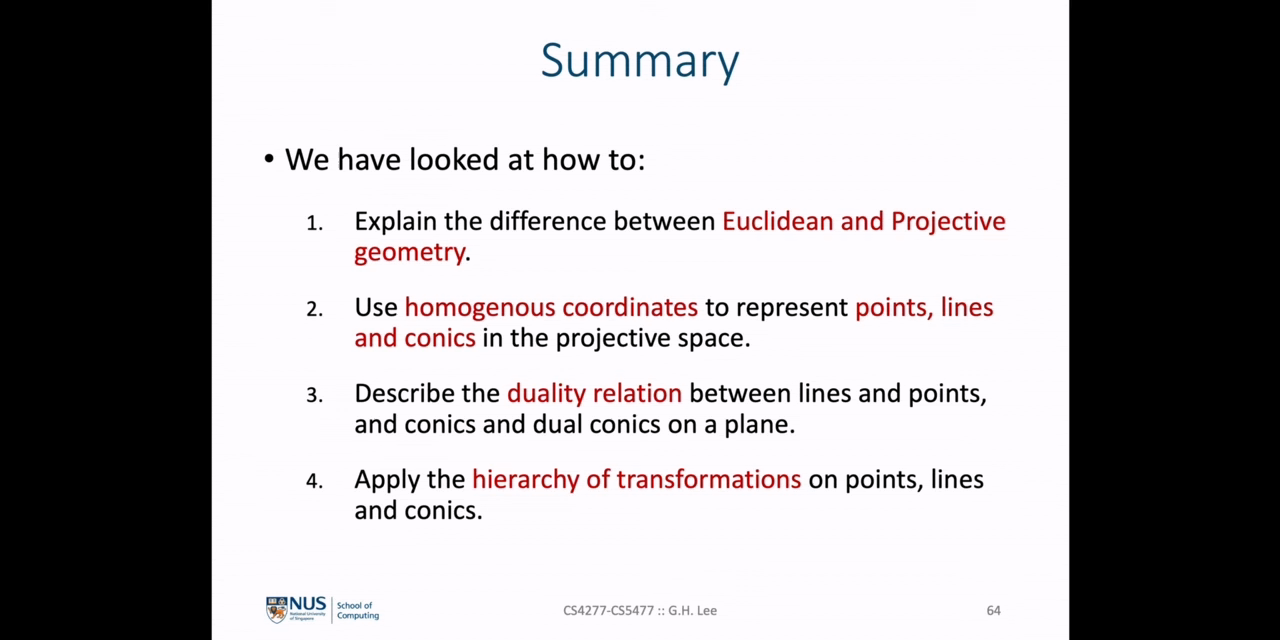 Summary
• We have looked at how to:
1. Explain the difference between Euclidean and Projective
geometry.
2. Use homogenous coordinates to represent points, lines
and conics in the projective space.
3. Describe the duality relation between lines and points,
and conics and dual conics on a plane.
4. Apply the hierarchy of transformations on points, lines
and conics.
NUS
National University
of Singapore
School of
Computing
CS4277-CS5477 :: G.H. Lee
64